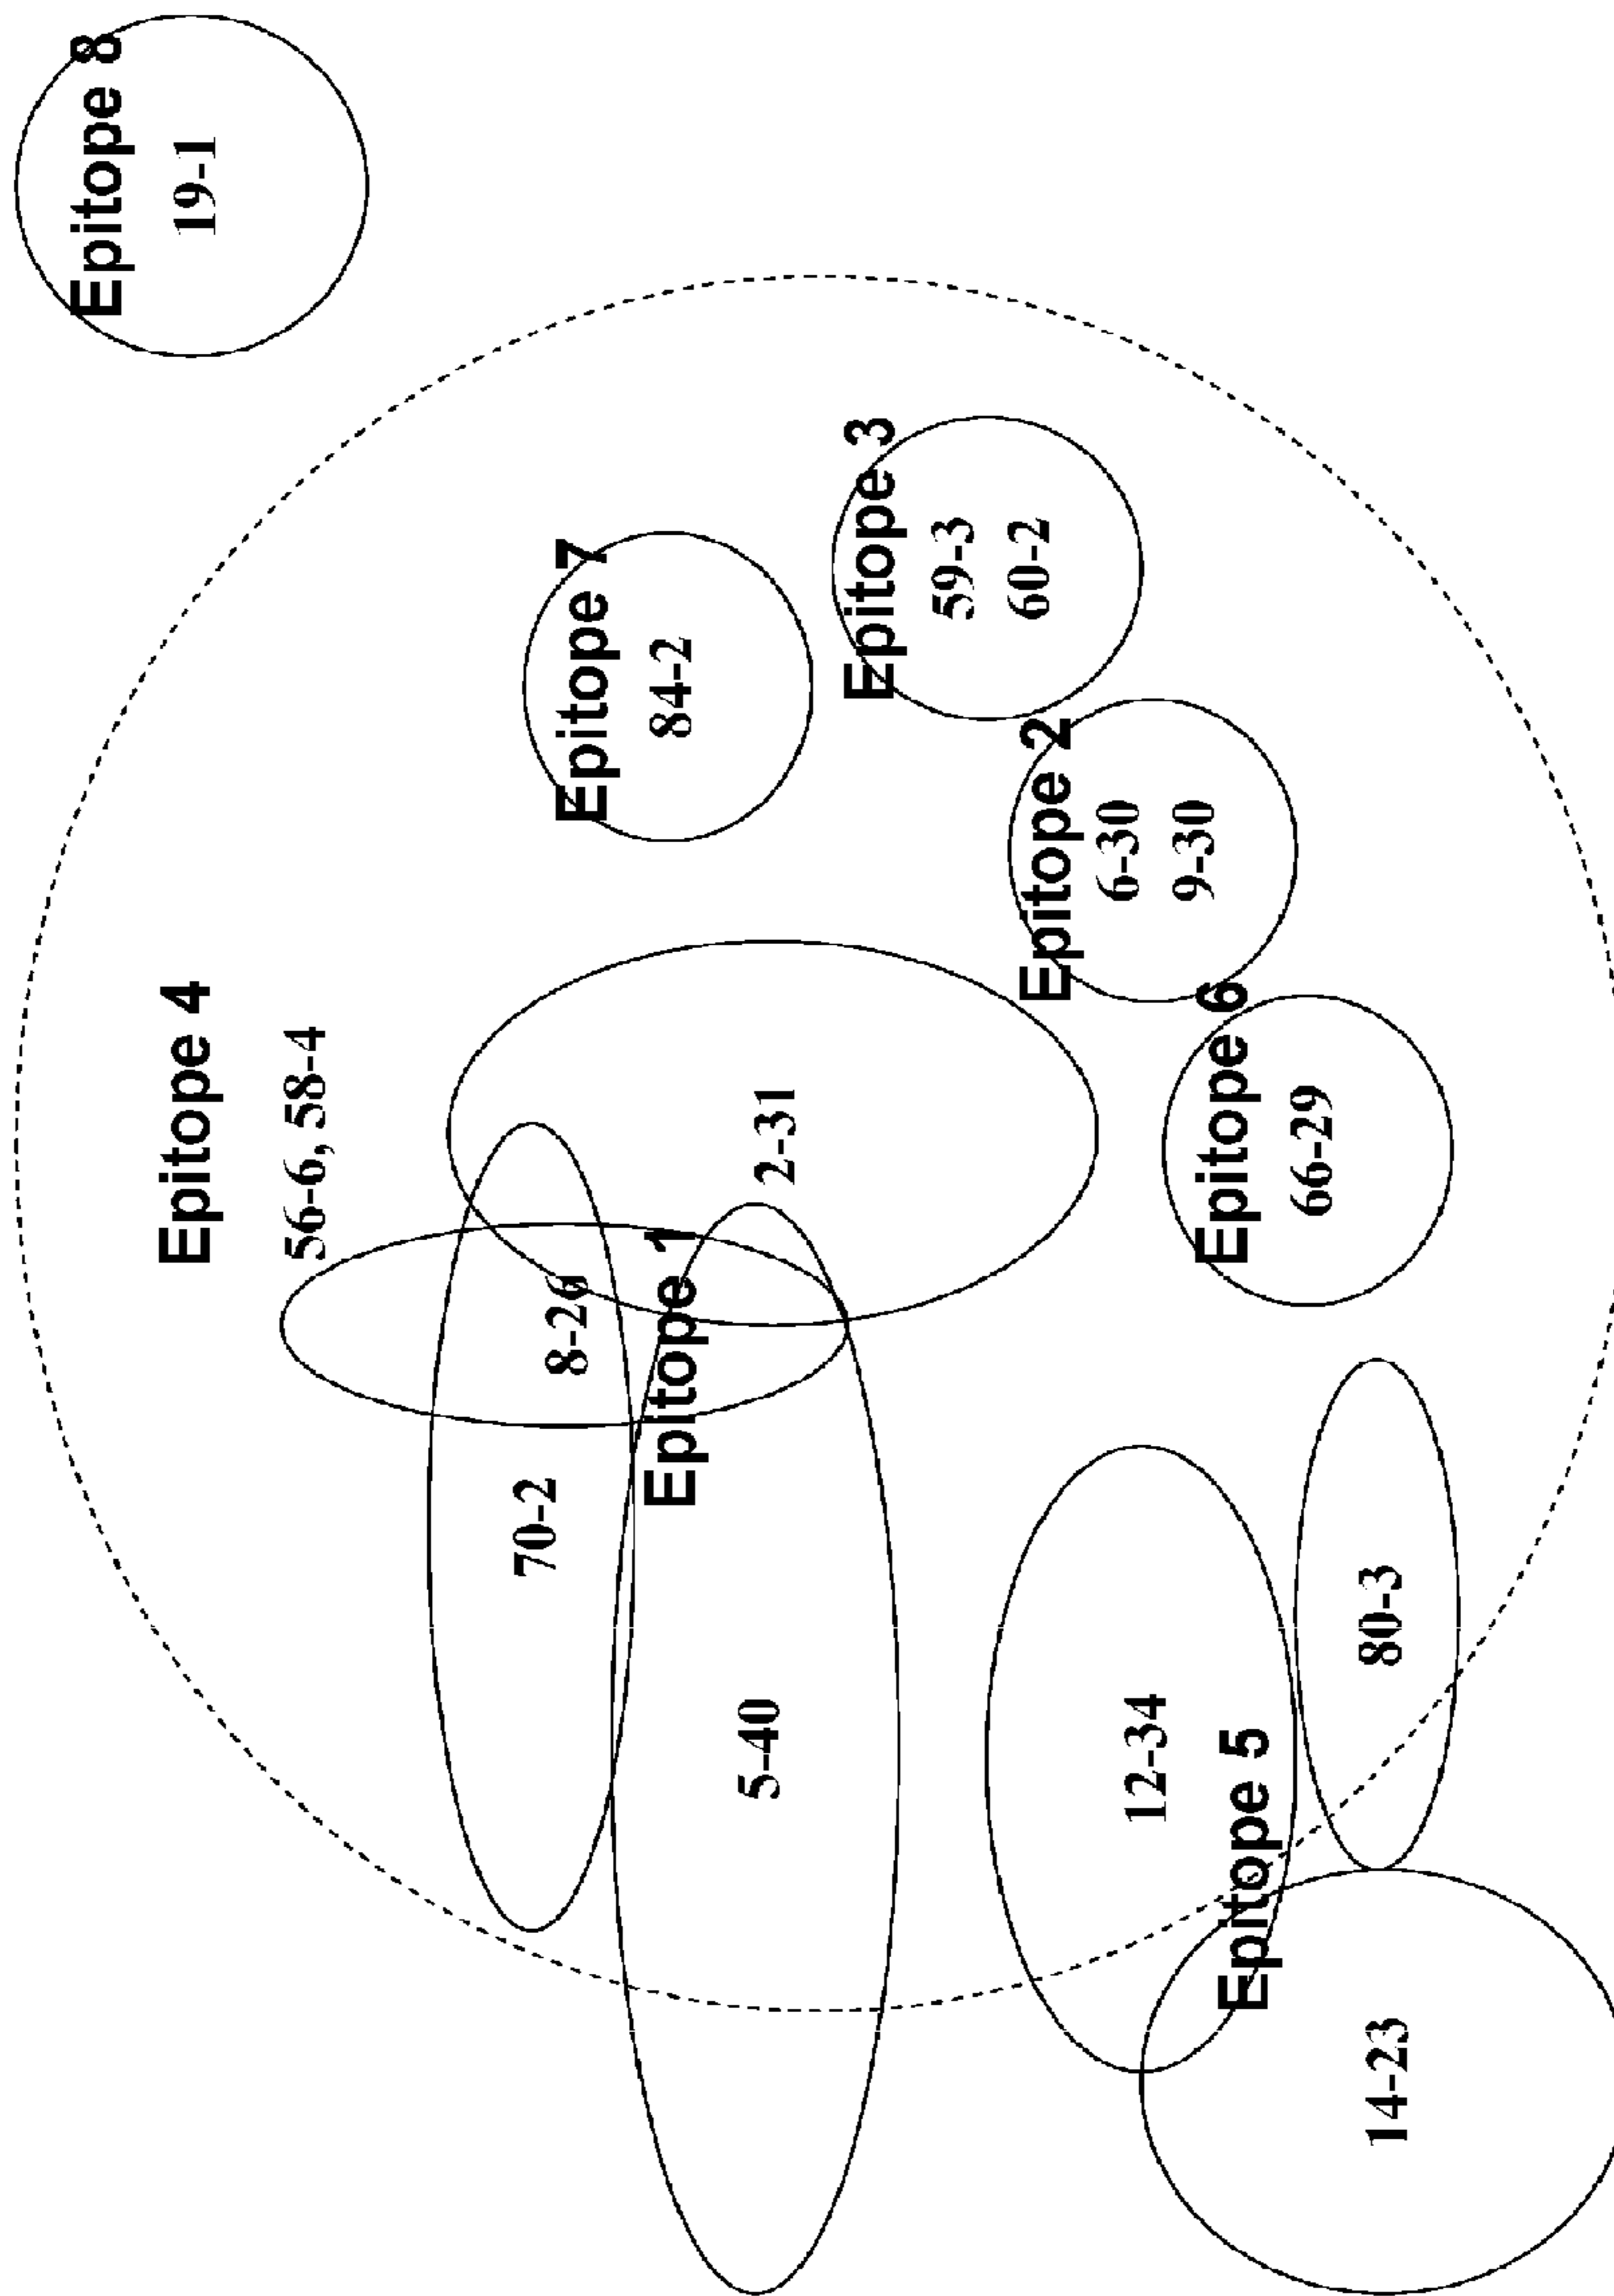 Epitope 4
56-6, 58-4
Epitope 8
19-1
70-2
8-26
Epitope 7
84-2
Epitope 1
5-40
2-31
Epitope 3
59-3
60-2
Epitope 2
6-30
9-30
12-34
Epitope 6
66-29
Epitope 5
80-3
14-23